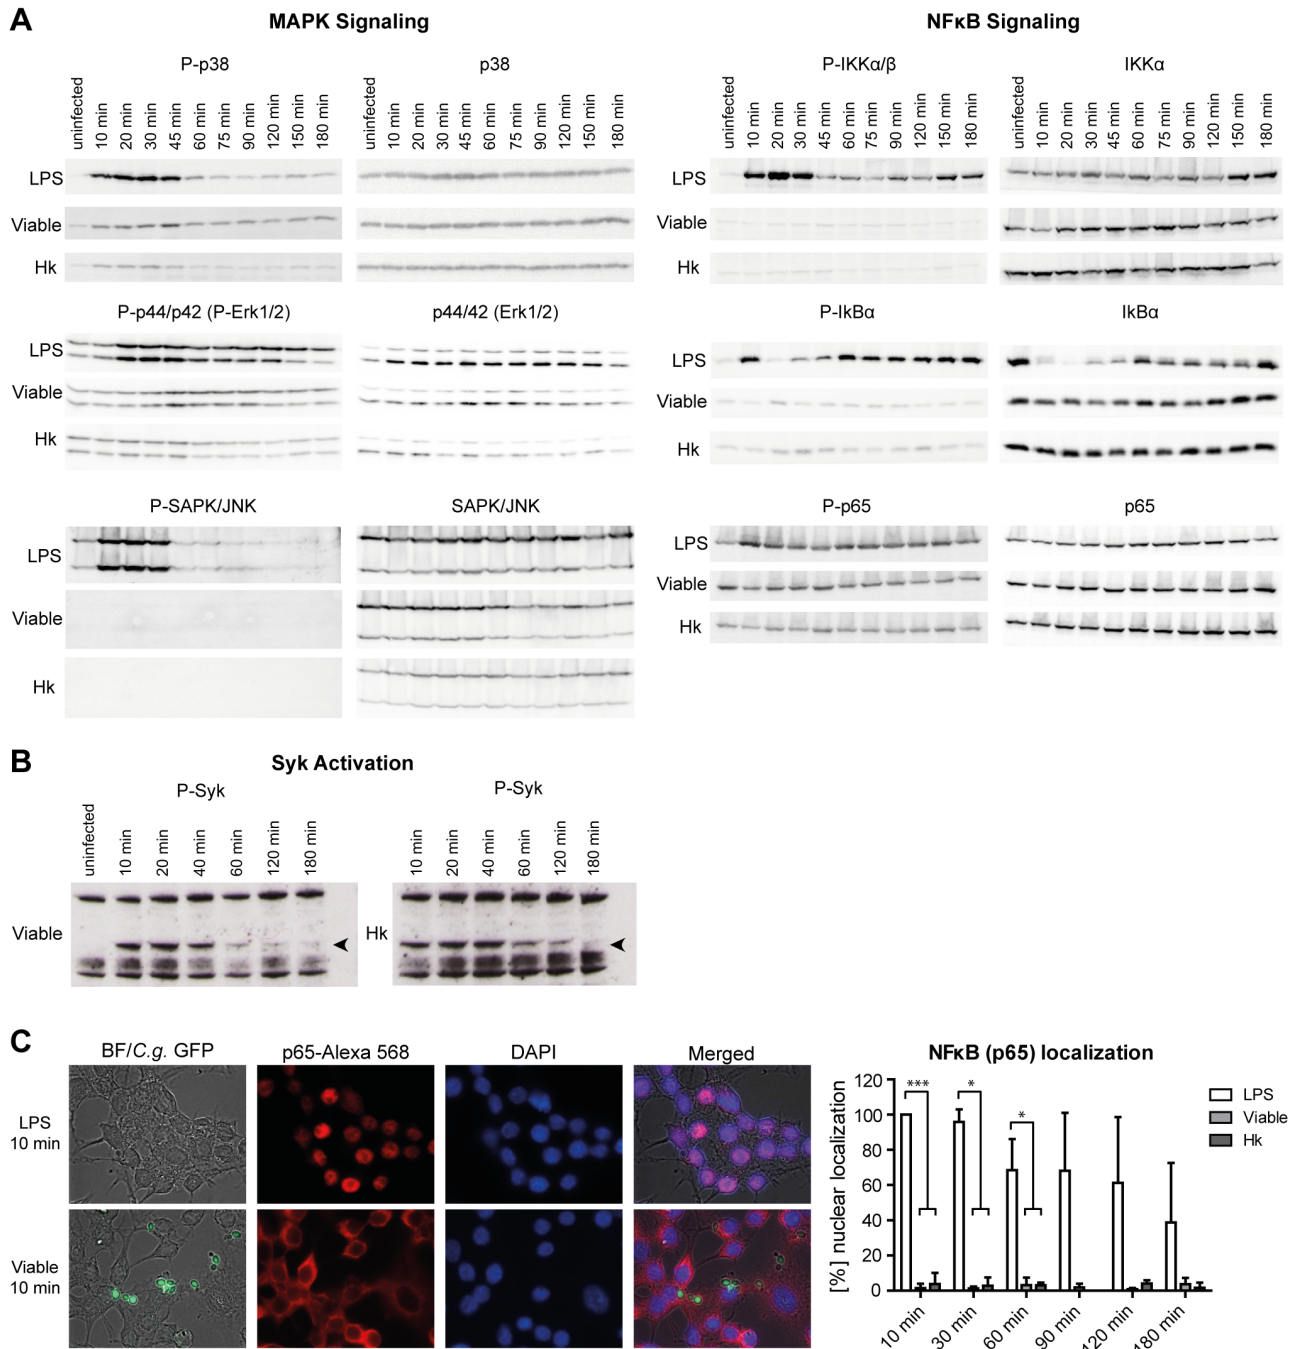 A
MAPK Signaling
NFκB Signaling
P-p38
p38
P-IKKα/β
IKKα
uninfected
10 min
20 min
30 min
45 min
60 min
75 min
90 min
120 min
150 min
180 min
uninfected
10 min
20 min
30 min
45 min
60 min
75 min
90 min
120 min
150 min
180 min
uninfected
10 min
20 min
30 min
45 min
60 min
75 min
90 min
120 min
150 min
180 min
uninfected
10 min
20 min
30 min
45 min
60 min
75 min
90 min
120 min
150 min
180 min
LPS
Viable
Hk
LPS
Viable
Hk
P-p44/p42 (P-Erk1/2)
p44/42 (Erk1/2)
P-IkBα
IkBα
LPS
Viable
Hk
LPS
Viable
Hk
P-SAPK/JNK
SAPK/JNK
P-p65
p65
LPS
Viable
Hk
LPS
Viable
Hk
B
Syk Activation
P-Syk
P-Syk
uninfected
10 min
20 min
40 min
60 min
120 min
180 min
10 min
20 min
40 min
60 min
120 min
180 min
Viable
Hk
C
BF/C.g. GFP
p65-Alexa 568
DAPI
Merged
LPS
10 min
Viable
10 min
NFκB (p65) localization
[%] nuclear localization
120
100
80
60
40
20
0
***
*
*
LPS
Viable
Hk
10 min
30 min
60 min
90 min
120 min
180 min